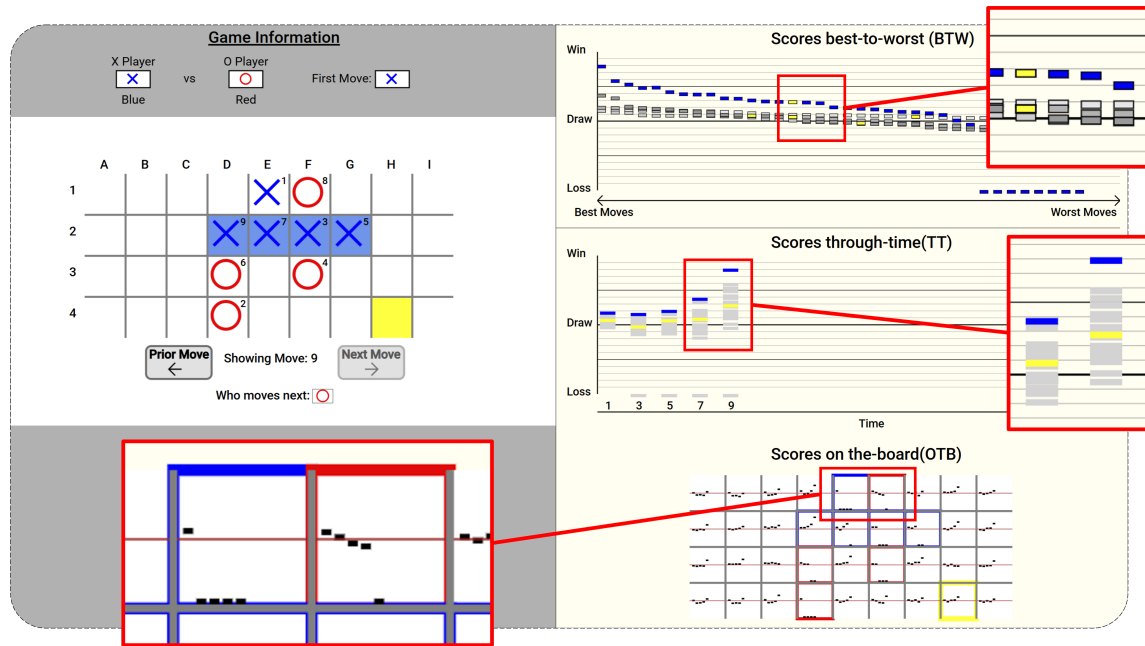 Game Information
X Player
vs
O Player
First Move:
Blue
Red
A B C D E F G H I
1
1 8
2
9 7 3 5
3
6 4
4
2
Prior Move
←
Showing Move: 9
Next Move
→
Who moves next:
Scores best-to-worst (BTW)
Win
Draw
Loss
Best Moves
Worst Moves
Scores through-time(TT)
Win
Draw
Loss
1 3 5 7 9
Time
Scores on the-board(OTB)